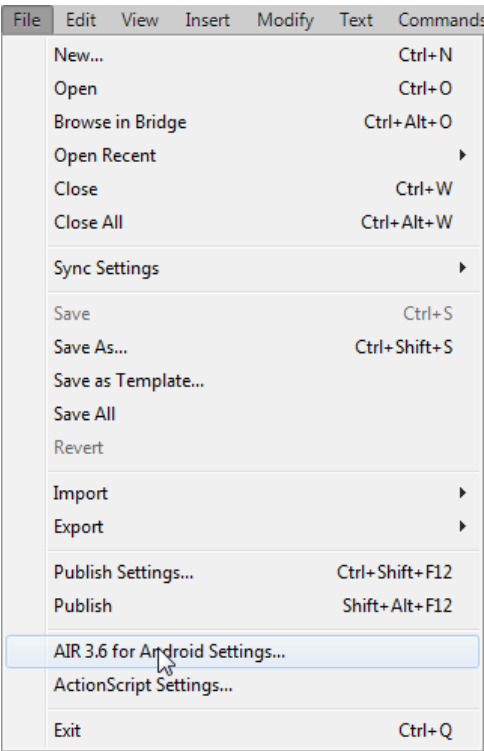 File Edit View Insert Modify Text Commands
New... Ctrl+N
Open Ctrl+O
Browse in Bridge Ctrl+Alt+O
Open Recent
Close Ctrl+W
Close All Ctrl+Alt+W
Sync Settings
Save Ctrl+S
Save As... Ctrl+Shift+S
Save as Template...
Save All
Revert
Import
Export
Publish Settings... Ctrl+Shift+F12
Publish Shift+Alt+F12
AIR 3.6 for Android Settings...
ActionScript Settings...
Exit Ctrl+Q